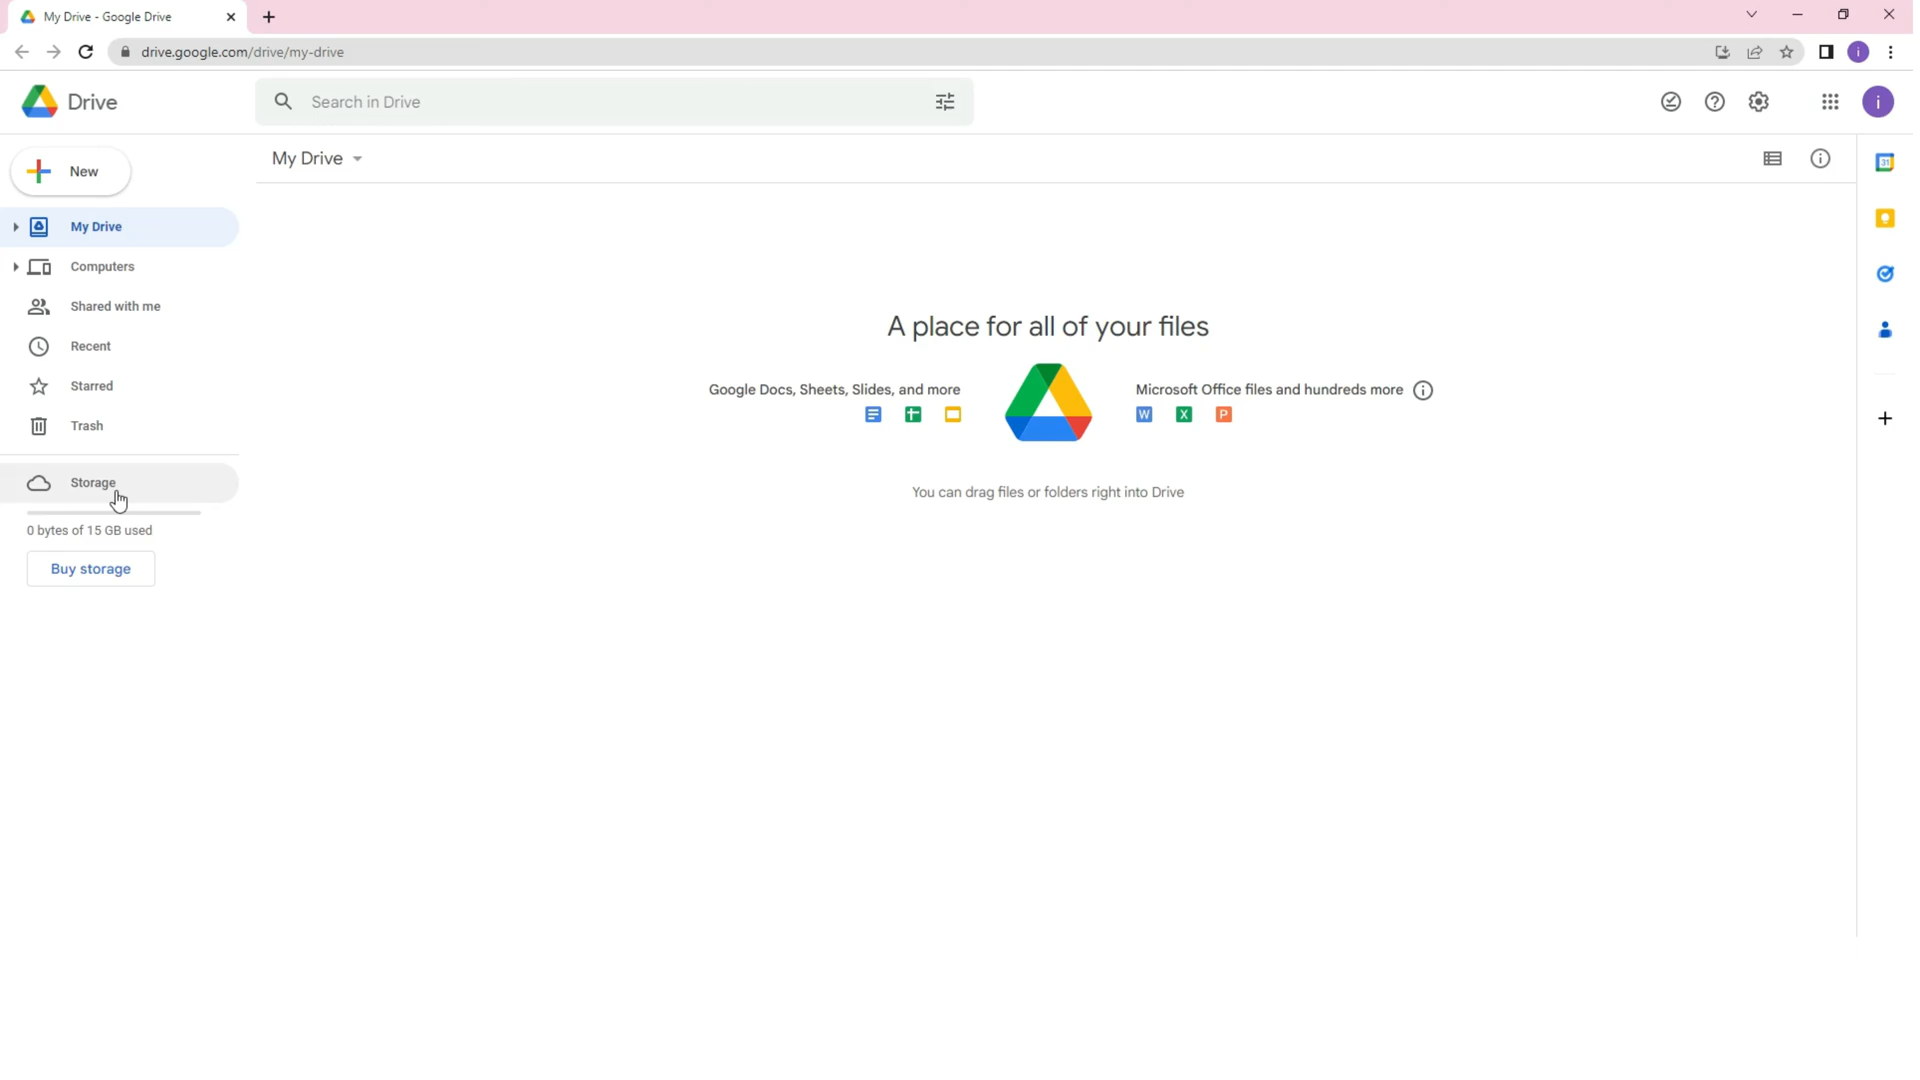 My Drive - Google Drive
drive.google.com/drive/my-drive
i
Drive
Search in Drive
i
New
My Drive
31
My Drive
Computers
Shared with me
Recent
Starred
Trash
Storage
0 bytes of 15 GB used
Buy storage
A place for all of your files
Google Docs, Sheets, Slides, and more
Microsoft Office files and hundreds more
W X P
You can drag files or folders right into Drive